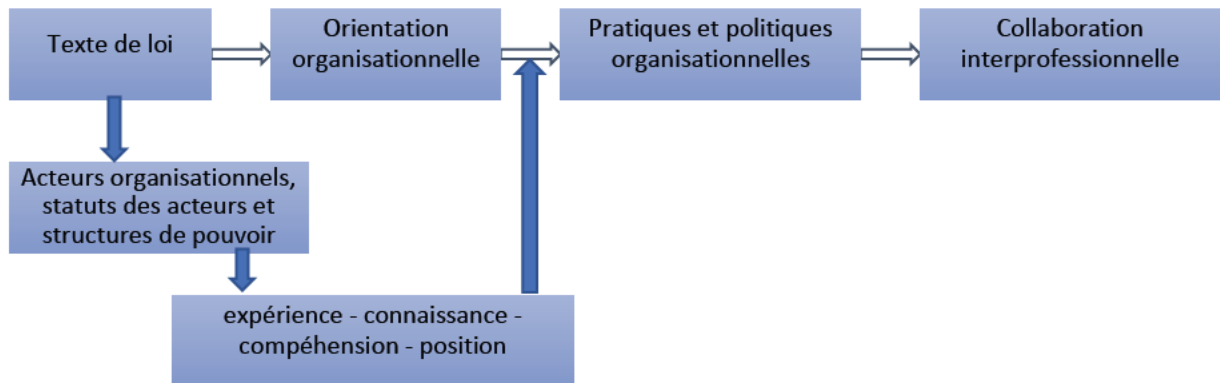 Texte de loi
Orientation
organisationnelle
Pratiques et politiques
organisationnelles
Collaboration
interprofessionnelle
Acteurs organisationnels,
statuts des acteurs et
structures de pouvoir
expérience - connaissance -
compéhension - position